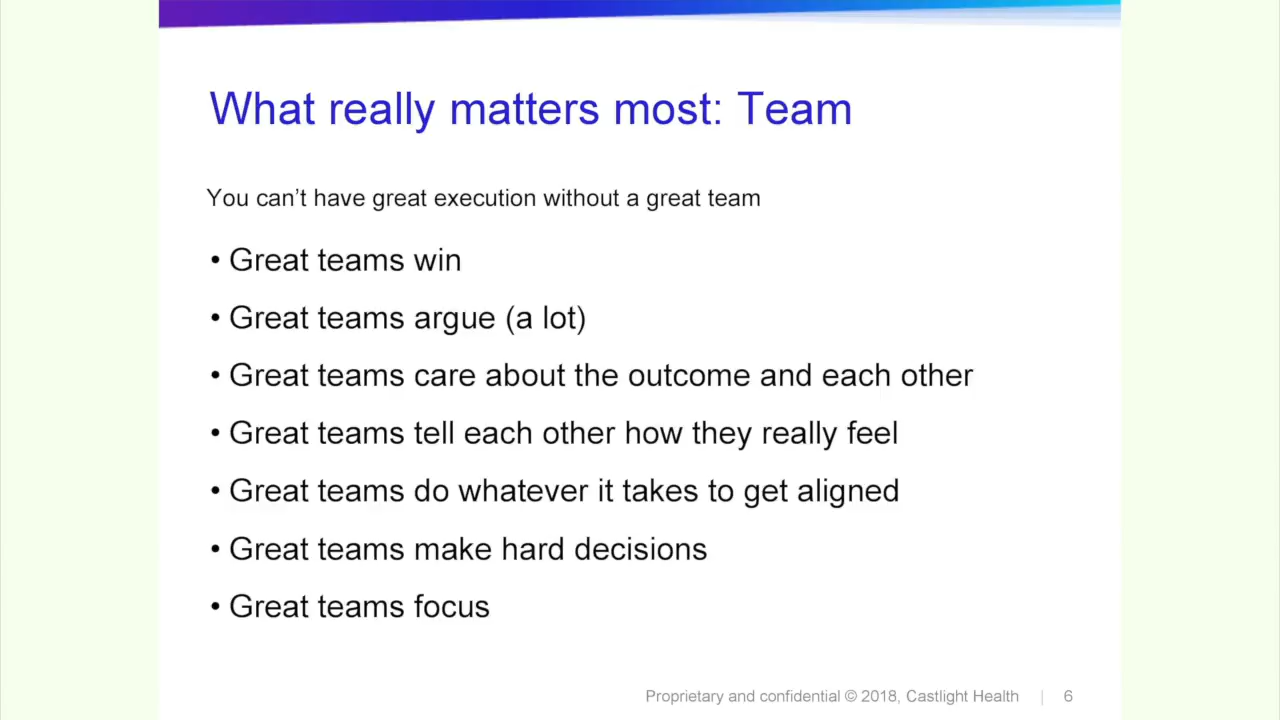 What really matters most: Team
You can’t have great execution without a great team
• Great teams win
• Great teams argue (a lot)
• Great teams care about the outcome and each other
• Great teams tell each other how they really feel
• Great teams do whatever it takes to get aligned
• Great teams make hard decisions
• Great teams focus
Proprietary and confidential © 2018, Castlight Health | 6